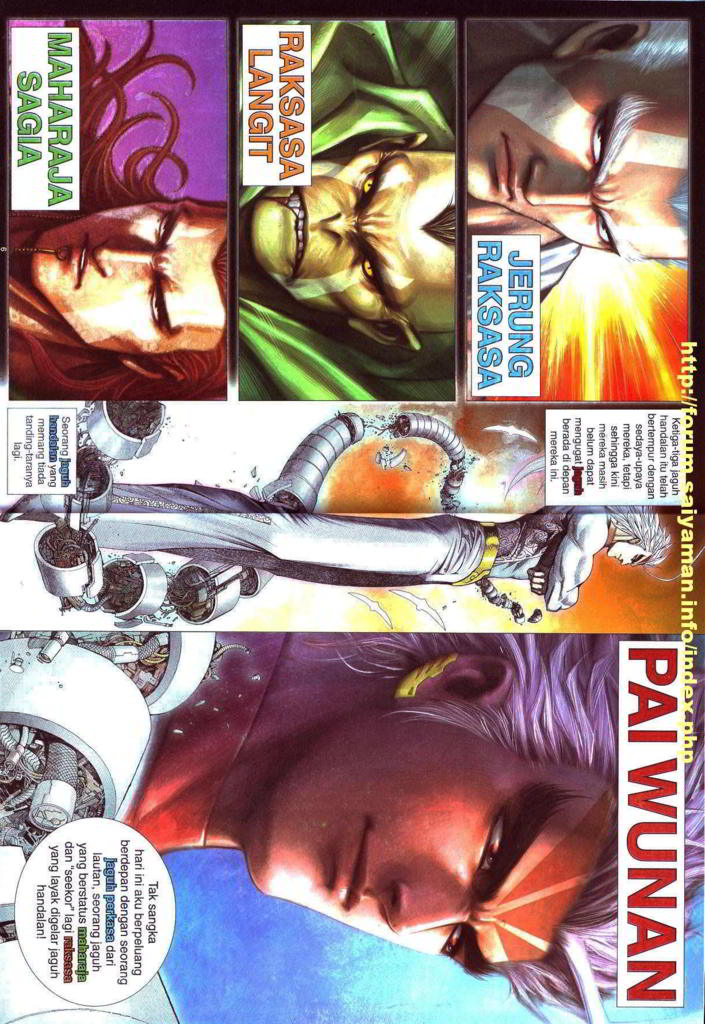 JERUNG
RAKSASA
RAKSASA
LANGIT
MAHARAJA
SAGIA
6
Ketiga-tiga jaguh
handalan itu telah
bertempur dengan
sedaya-upaya
mereka, tetapi
sehingga kini
mereka masih
belum dapat
mengugat jaguh
berada di depan
mereka ini.
Seorang jaguh
handalan yang
memang tiada
tanding-taranya
lagi.
PAI WUNAN
Tak sangka
hari ini aku berpeluang
berdepan dengan seorang
jaguh perkasa dari
lautan, seorang jaguh
yang berstatus maharaja
dan "seekor" lagi raksasa
yang layak digelar jaguh
handalan!
http://forum.saiyaman.info/index.php